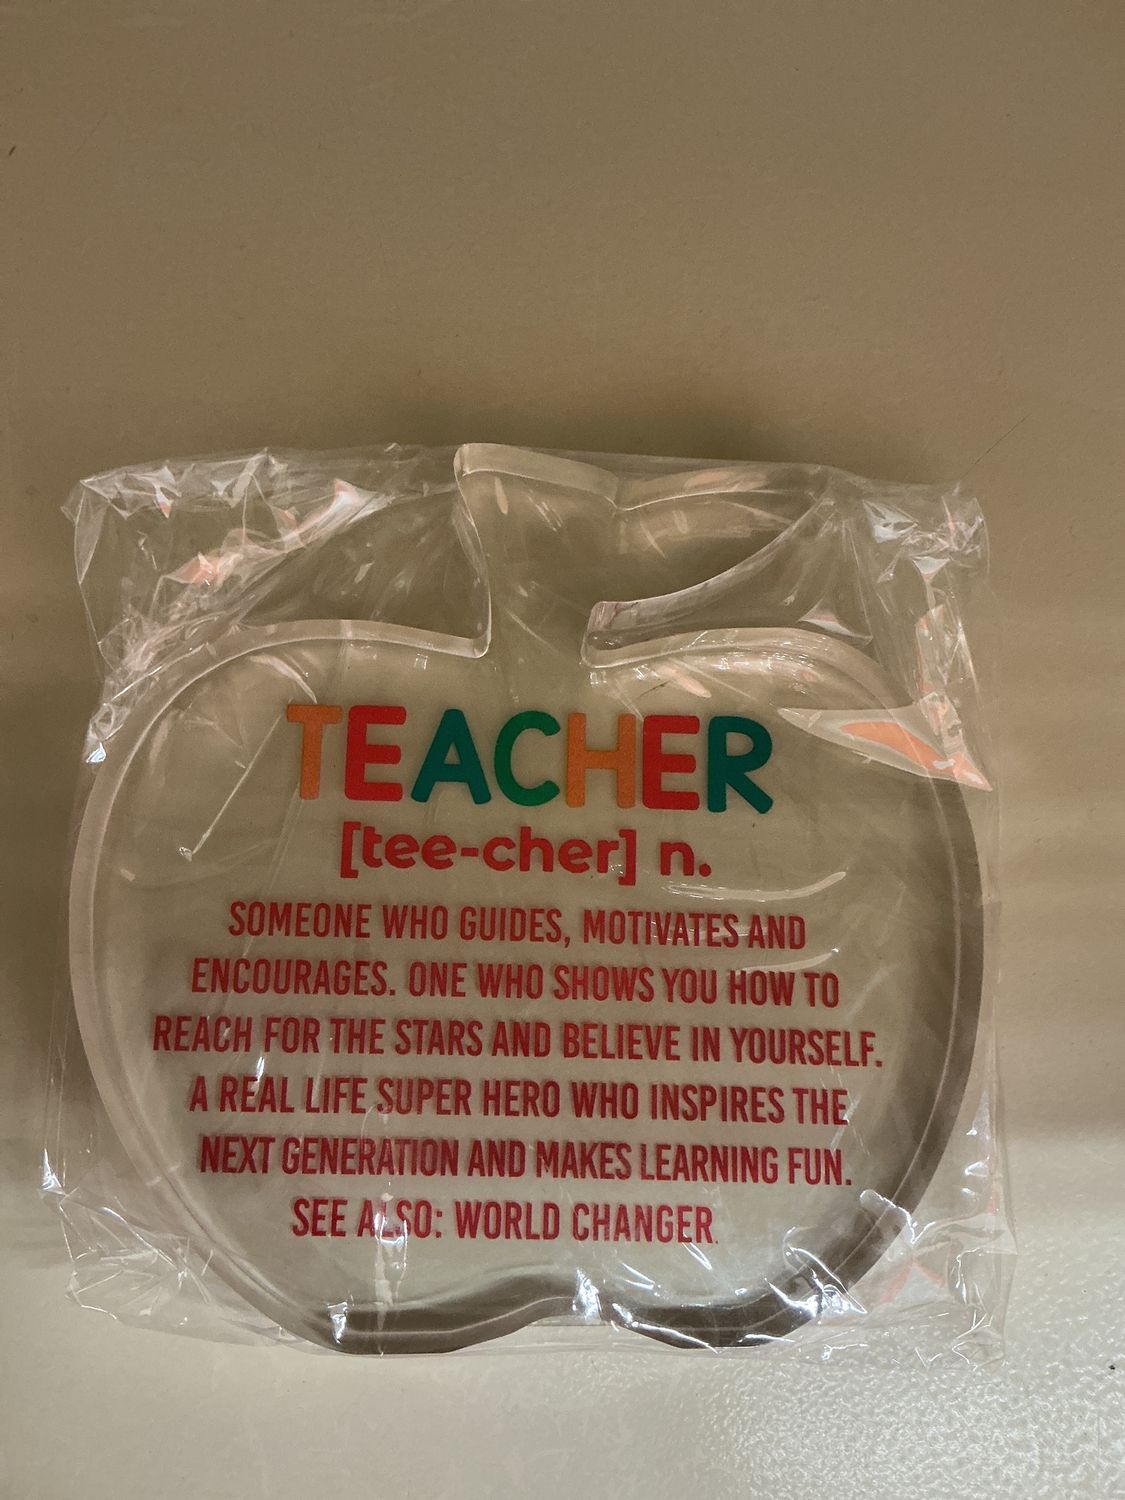 TEACHER
[tee-cher] n.
SOMEONE WHO GUIDES, MOTIVATES AND
ENCOURAGES. ONE WHO SHOWS YOU HOW TO
REACH FOR THE STARS AND BELIEVE IN YOURSELF.
A REAL LIFE SUPER HERO WHO INSPIRES THE
NEXT GENERATION AND MAKES LEARNING FUN.
SEE ALSO: WORLD CHANGER.